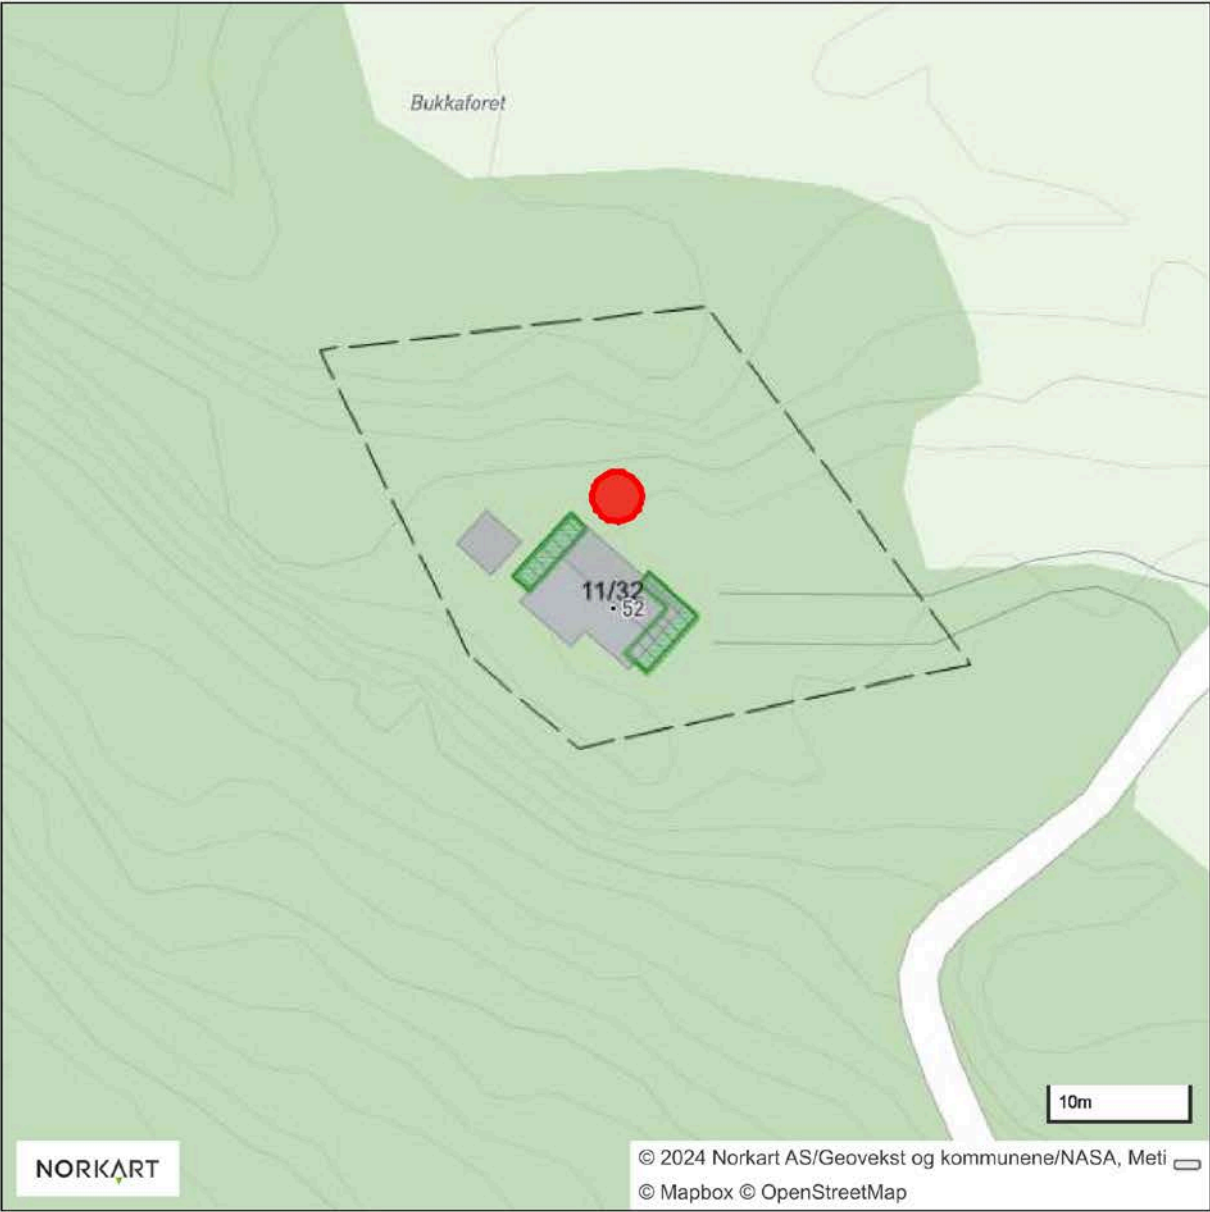 Bukkaforet
11/32
52
10m
NORKART
© 2024 Norkart AS/Geovekst og kommunene/NASA, Meti
© Mapbox © OpenStreetMap